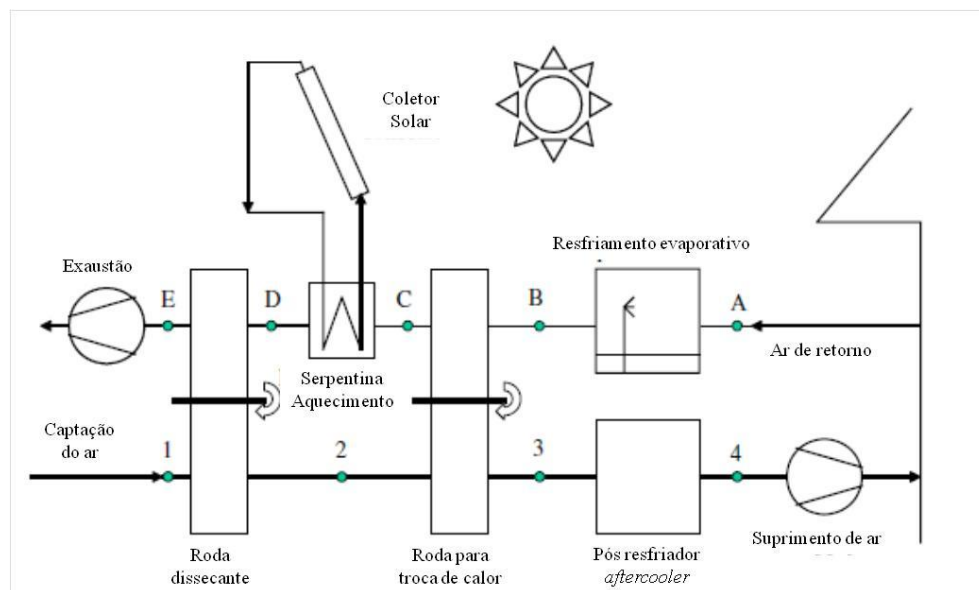 Coletor
Solar
Resfriamento evaporativo
Exaustão
E
D
C
B
A
Ar de retorno
Serpentina
Aquecimento
Captação
do ar
1
2
3
4
Suprimento de ar
Roda
dissecante
Roda para
troca de calor
Pós resfriador
aftercooler